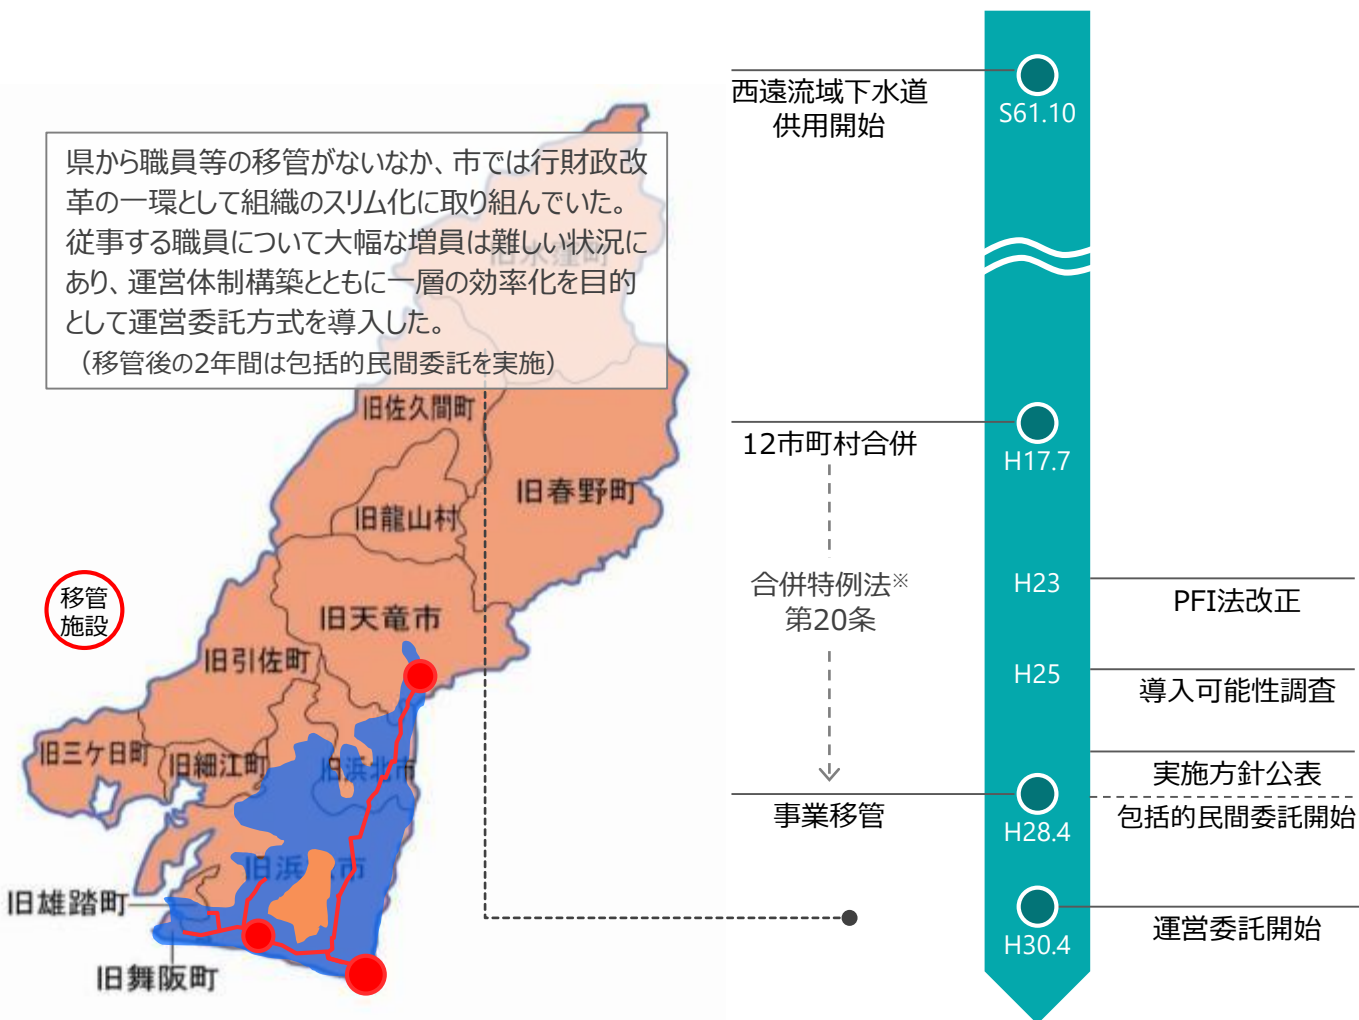 県から職員等の移管がないなか、市では行財政改
革の一環として組織のスリム化に取り組んでいた。
従事する職員について大幅な増員は難しい状況に
あり、運営体制構築とともに一層の効率化を目的
として運営委託方式を導入した。
（移管後の2年間は包括的民間委託を実施）
旧水窪町
旧佐久間町
旧龍山村
旧春野町
旧天竜市
旧引佐町
旧三ケ日町
旧細江町
旧浜北市
旧浜松市
旧雄踏町
旧舞阪町
移管
施設
西遠流域下水道
供用開始
S61.10
12市町村合併
H17.7
合併特例法※
第20条
H23
PFI法改正
H25
導入可能性調査
実施方針公表
事業移管
H28.4
包括的民間委託開始
H30.4
運営委託開始